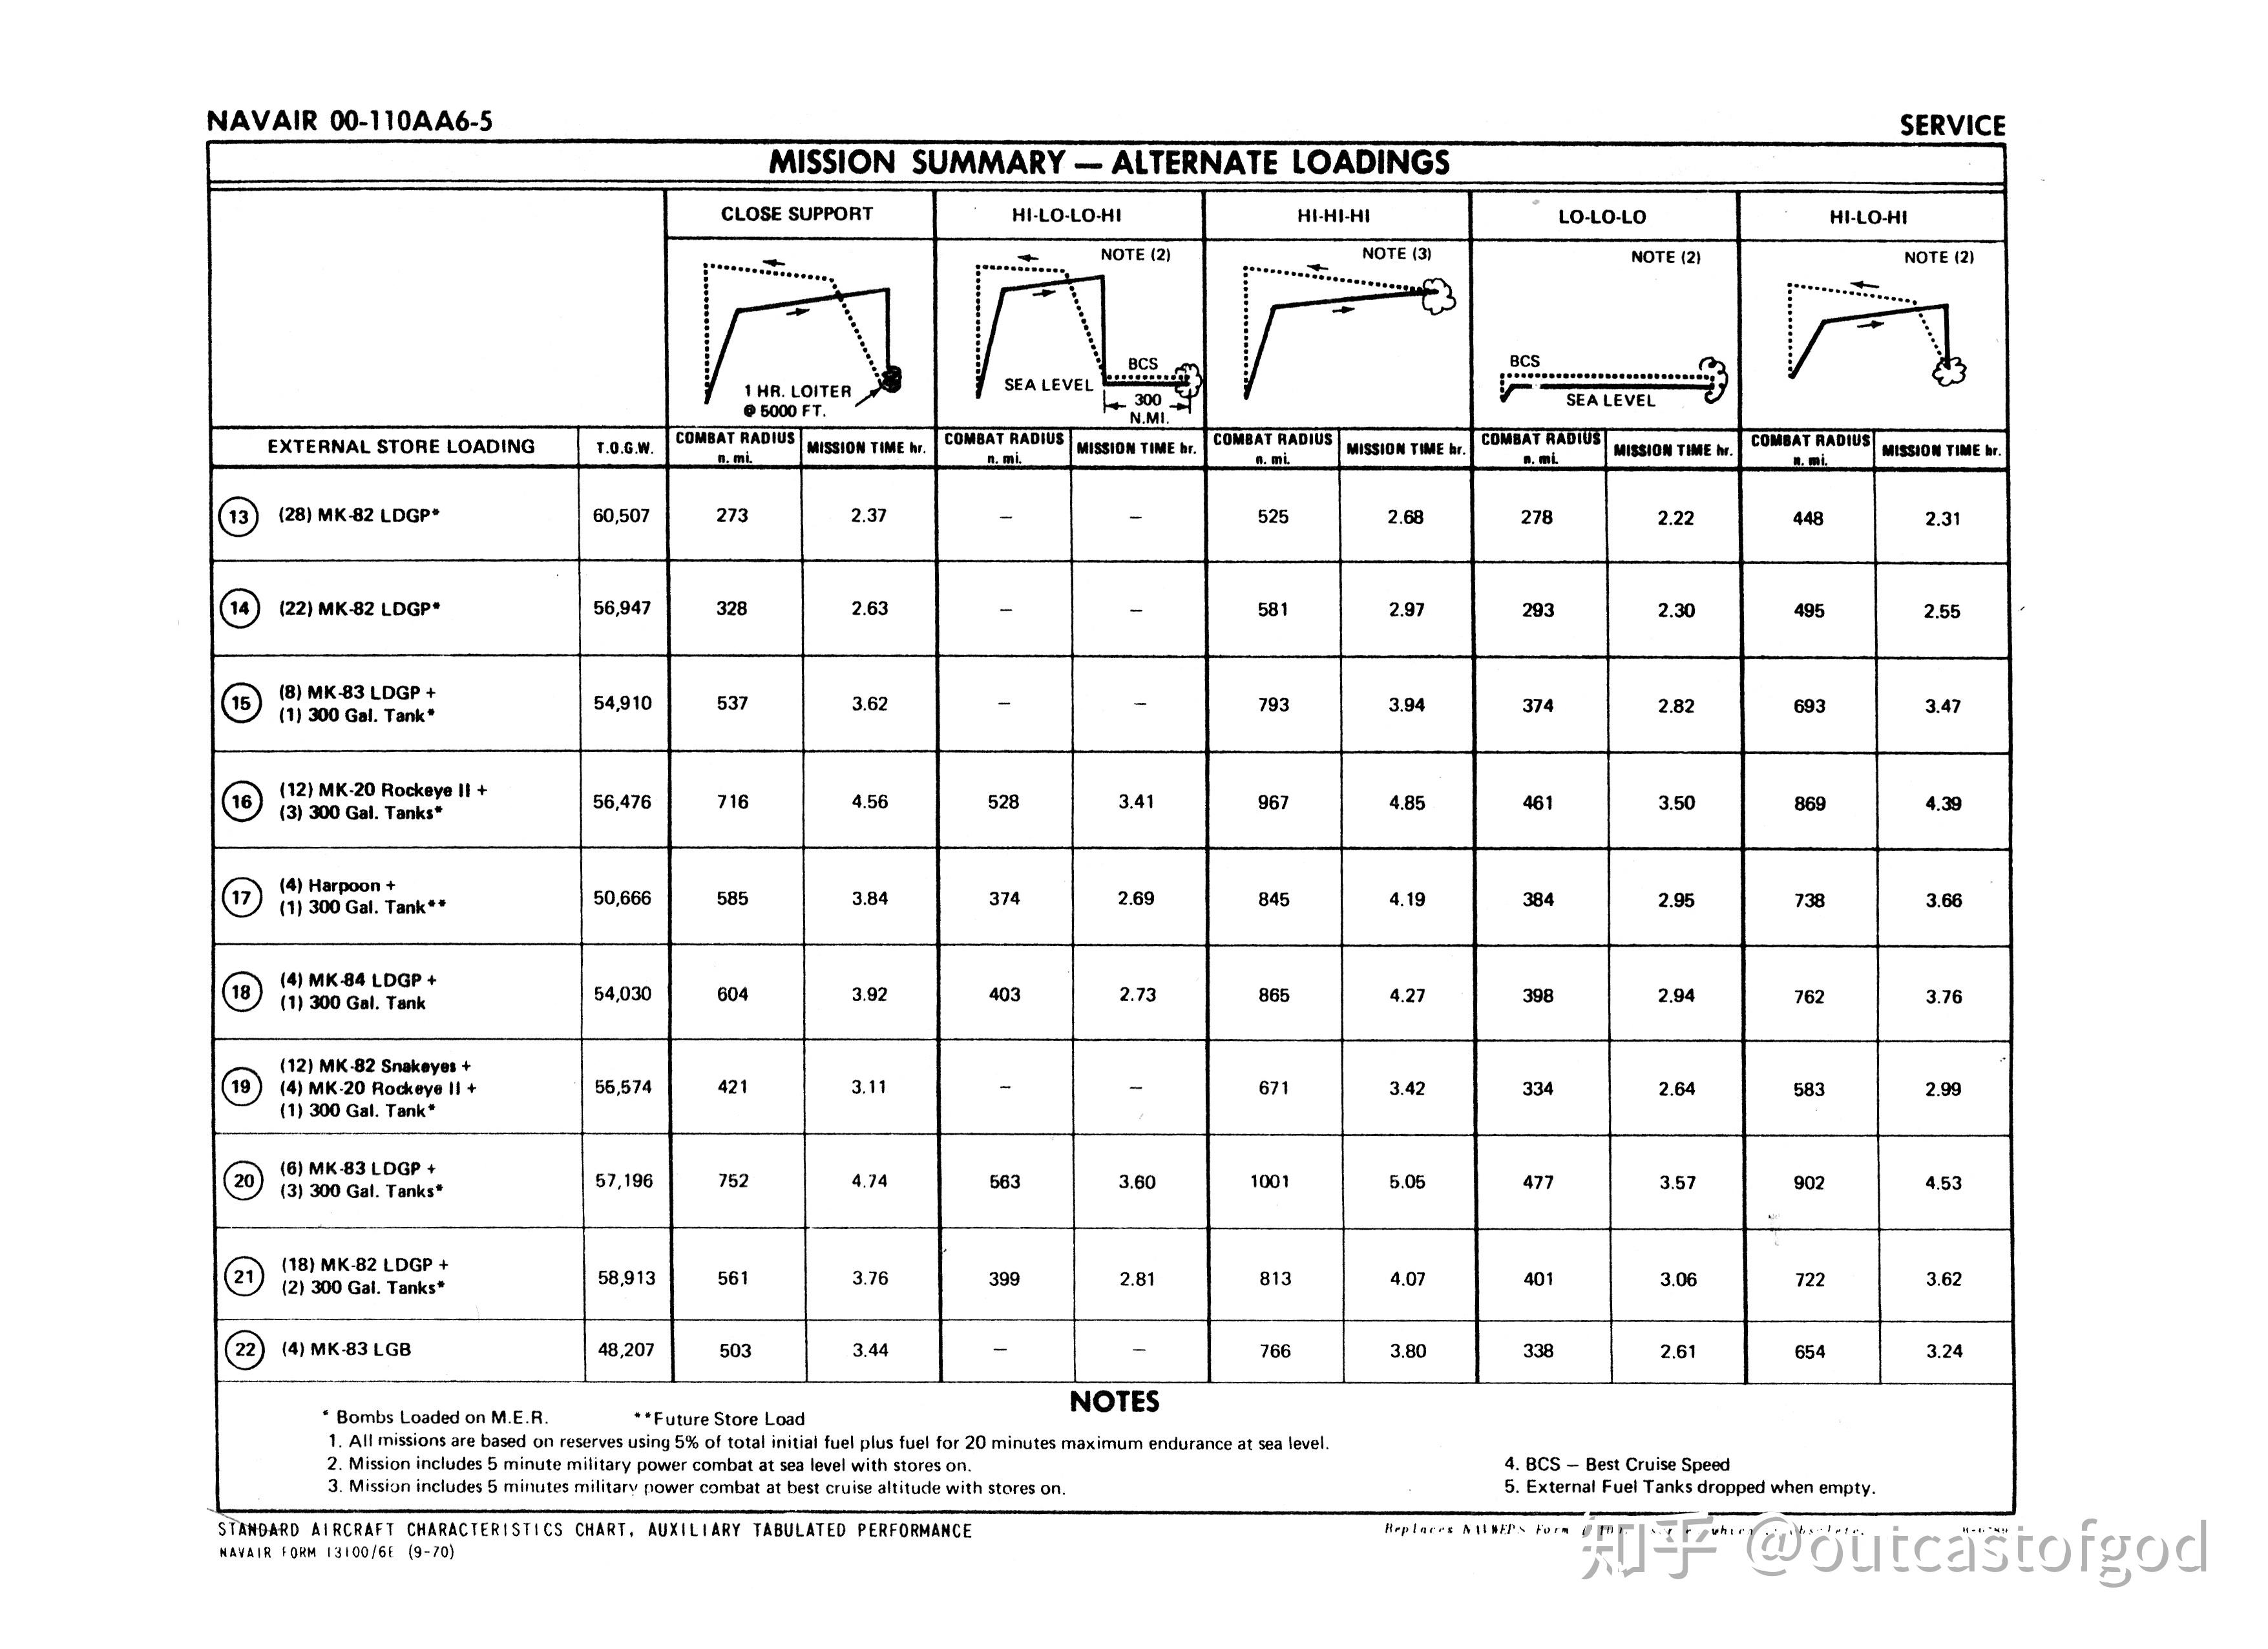 NAVAIR 00-110AA6-5 SERVICE
MISSION SUMMARY — ALTERNATE LOADINGS
CLOSE SUPPORT HI-LO-LO-HI HI-HI-HI LO-LO-LO HI-LO-HI
NOTE (2) NOTE (3) NOTE (2) NOTE (2)
1 HR. LOITER
@ 5000 FT.
SEA LEVEL
BCS
300
N.MI.
BCS
SEA LEVEL
EXTERNAL STORE LOADING T.O.G.W. COMBAT RADIUS n. mi. MISSION TIME hr. COMBAT RADIUS n. mi. MISSION TIME hr. COMBAT RADIUS n. mi. MISSION TIME hr. COMBAT RADIUS n. mi. MISSION TIME hr. COMBAT RADIUS n. mi. MISSION TIME hr.
13 (28) MK-82 LDGP* 60,507 273 2.37 — — 525 2.68 278 2.22 448 2.31
14 (22) MK-82 LDGP* 56,947 328 2.63 — — 581 2.97 293 2.30 495 2.55
15 (8) MK-83 LDGP +
(1) 300 Gal. Tank* 54,910 537 3.62 — — 793 3.94 374 2.82 693 3.47
16 (12) MK-20 Rockeye II +
(3) 300 Gal. Tanks* 56,476 716 4.56 528 3.41 967 4.85 461 3.50 869 4.39
17 (4) Harpoon +
(1) 300 Gal. Tank** 50,666 585 3.84 374 2.69 845 4.19 384 2.95 738 3.66
18 (4) MK-84 LDGP +
(1) 300 Gal. Tank 54,030 604 3.92 403 2.73 865 4.27 398 2.94 762 3.76
19 (12) MK-82 Snakeyes +
(4) MK-20 Rockeye II +
(1) 300 Gal. Tank* 421 3.11 — — 671 3.42 334 2.64 583 2.99
20 (6) MK-83 LDGP +
(3) 300 Gal. Tanks* 57,196 752 4.74 563 3.60 1001 5.05 477 3.57 902 4.53
21 (18) MK-82 LDGP +
(2) 300 Gal. Tanks* 58,913 561 3.76 399 2.81 813 4.07 401 3.06 722 3.62
22 (4) MK-83 LGB 48,207 503 3.44 — — 766 3.80 338 2.61 654 3.24
NOTES
* Bombs Loaded on M.E.R. **Future Store Load
1. All missions are based on reserves using 5% of total initial fuel plus fuel for 20 minutes maximum endurance at sea level.
2. Mission includes 5 minute military power combat at sea level with stores on.
3. Mission includes 5 minutes military power combat at best cruise altitude with stores on.
4. BCS — Best Cruise Speed
5. External Fuel Tanks dropped when empty.
STANDARD AIRCRAFT CHARACTERISTICS CHART, AUXILIARY TABULATED PERFORMANCE
NAVAIR FORM 13100/6E (9-70)
Replaces NAVWEPS Form
知乎 @outcastofgod